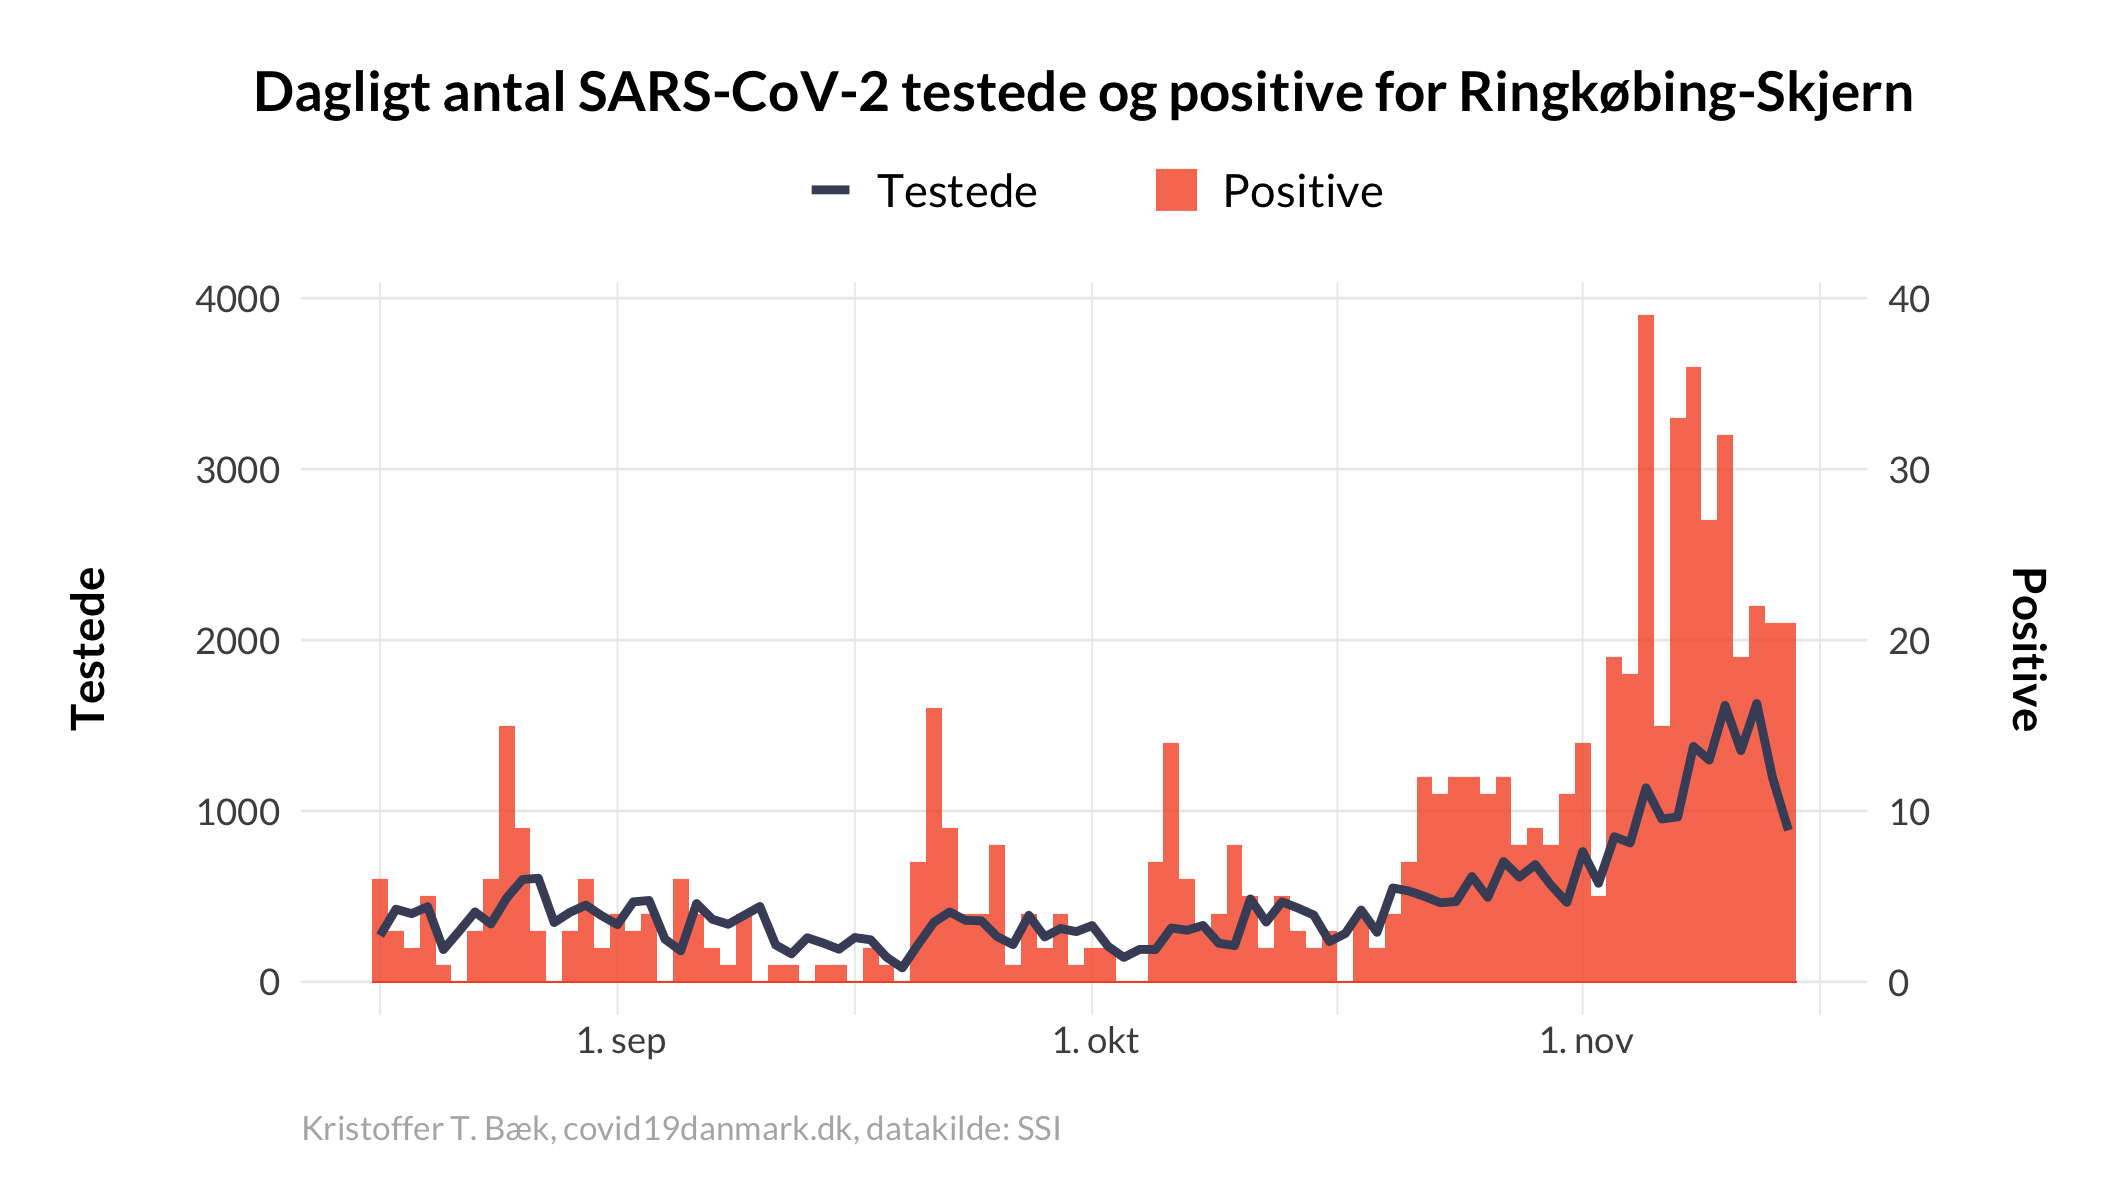 Dagligt antal SARS-CoV-2 testede og positive for Ringkøbing-Skjern
Testede Positive
4000 40
3000 30
2000 20
1000 10
0 0
Testede
Positive
1. sep 1. okt 1. nov
Kristoffer T. Bæk, covid19danmark.dk, datakilde: SSI